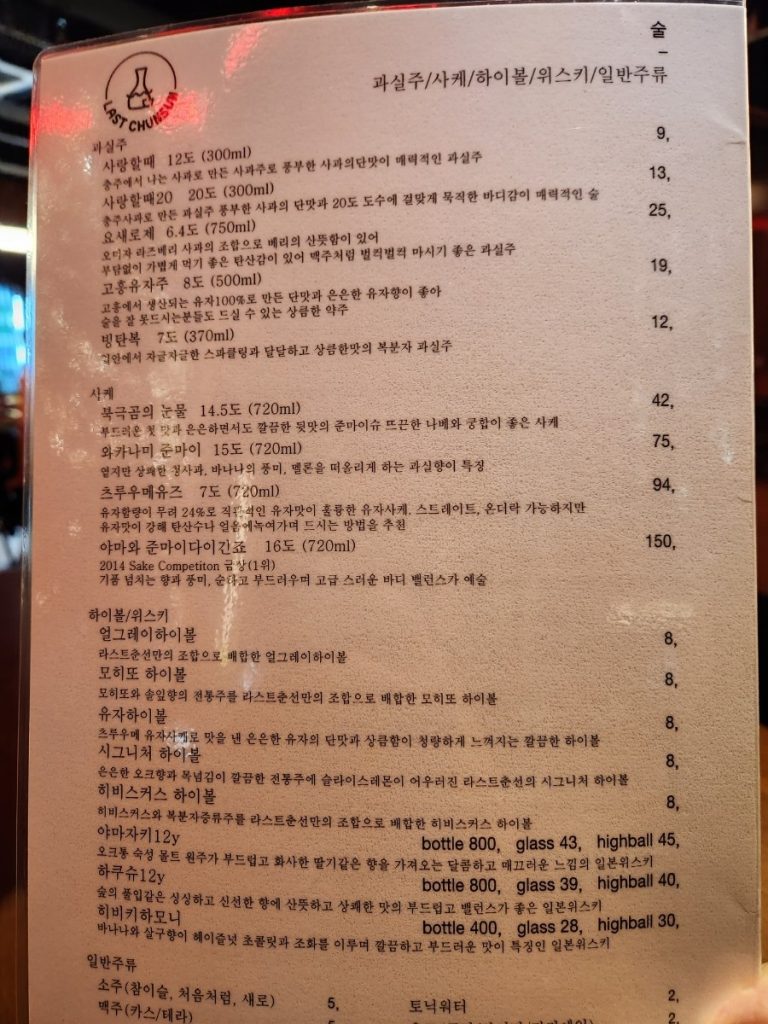 술
–
LAST CHUNSUN
과실주/사케/하이볼/위스키/일반주류
과실주
사랑할때 12도 (300ml) 9,
충주에서 나는 사과로 만든 사과주로 풍부한 사과의단맛이 매력적인 과실주
사랑할때20 20도 (300ml) 13,
충주사과로 만든 과실주 풍부한 사과의 단맛과 20도 도수에 걸맞게 묵직한 바디감이 매력적인 술
요새로제 6.4도 (750ml) 25,
오미자 라즈베리 사과의 조합으로 베리의 산뜻함이 있어
부담없이 가볍게 먹기 좋은 탄산감이 있어 맥주처럼 벌컥벌컥 마시기 좋은 과실주
고흥유자주 8도 (500ml) 19,
고흥에서 생산되는 유자100%로 만든 단맛과 은은한 유자향이 좋아
술을 잘 못드시는분들도 드실 수 있는 상큼한 약주
빙탄복 7도 (370ml) 12,
입안에서 자글자글한 스파클링과 달달하고 상큼한맛의 복분자 과실주
사케
북극곰의 눈물 14.5도 (720ml) 42,
부드러운 첫 맛과 은은하면서도 깔끔한 뒷맛의 준마이슈 뜨끈한 나베와 궁합이 좋은 사케
와카나미 준마이 15도 (720ml) 75,
옅지만 상쾌한 청사과, 바나나의 풍미, 멜론을 떠올리게 하는 과실향이 특징
츠루우메유즈 7도 (720ml) 94,
유자함량이 무려 24%로 직관적인 유자맛이 훌륭한 유자사케. 스트레이트, 온더락 가능하지만
유자맛이 강해 탄산수나 얼음에녹여가며 드시는 방법을 추천
야마와 준마이다이긴죠 16도 (720ml) 150,
2014 Sake Competiton 금상(1위)
기품 넘치는 향과 풍미, 순하고 부드러우며 고급 스러운 바디 밸런스가 예술
하이볼/위스키
얼그레이하이볼 8,
라스트춘선만의 조합으로 배합한 얼그레이하이볼
모히또 하이볼 8,
모히또와 솔잎향의 전통주를 라스트춘선만의 조합으로 배합한 모히또 하이볼
유자하이볼 8,
츠루우메 유자사케로 맛을 낸 은은한 유자의 단맛과 상큼함이 청량하게 느껴지는 깔끔한 하이볼
시그니처 하이볼 8,
은은한 오크향과 목넘김이 깔끔한 전통주에 슬라이스레몬이 어우러진 라스트춘선의 시그니처 하이볼
히비스커스 하이볼 8,
히비스커스와 복분자증류주를 라스트춘선만의 조합으로 배합한 히비스커스 하이볼
야마자키12y bottle 800, glass 43, highball 45,
오크통 숙성 몰트 원주가 부드럽고 화사한 딸기같은 향을 가져오는 달콤하고 매끄러운 느낌의 일본위스키
하쿠슈12y bottle 800, glass 39, highball 40,
숲의 풀잎같은 싱싱하고 신선한 향에 산뜻하고 상쾌한 맛의 부드럽고 밸런스가 좋은 일본위스키
히비키하모니 bottle 400, glass 28, highball 30,
바나나와 살구향이 헤이즐넛 초콜릿과 조화를 이루며 깔끔하고 부드러운 맛이 특징인 일본위스키
일반주류
소주(참이슬, 처음처럼, 새로) 5, 토닉워터 2,
맥주(카스/테라)